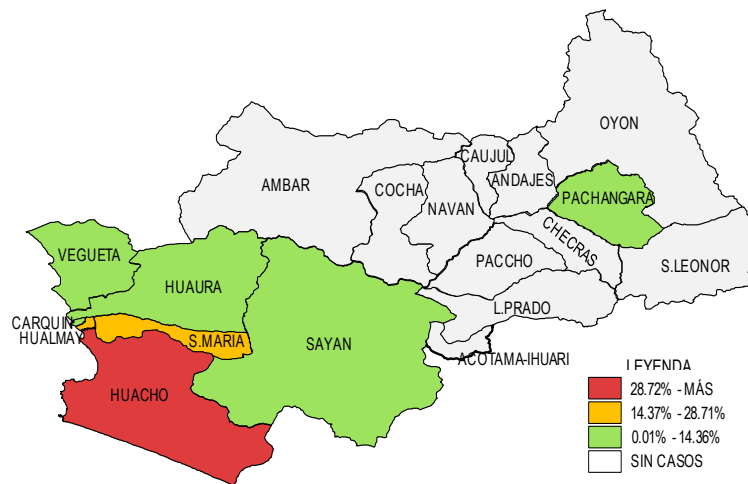 OYON
CAUJUL
ANDAJES
AMBAR
COCHA
NAVAN
PACHANGARA
CHECRAS
VEGUETA
HUAURA
PACCHO
S.LEONOR
L.PRADO
CARQUIN
HUALMAY
S.MARIA
SAYAN
ACOTAMA-IHUARI
HUACHO
LEYENDA
28.72% - MÁS
14.37% - 28.71%
0.01% - 14.36%
SIN CASOS